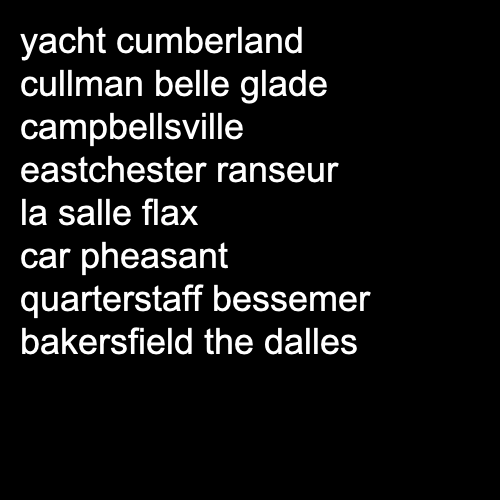 yacht cumberland
cullman belle glade
campbellsville
eastchester ranseur
la salle flax
car pheasant
quarterstaff bessemer
bakersfield the dalles